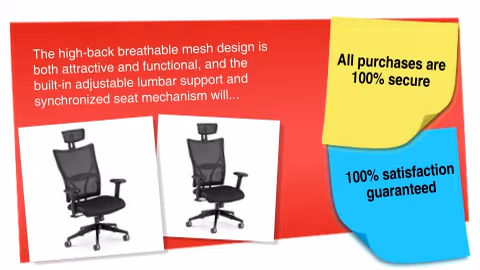 The high-back breathable mesh design is
both attractive and functional, and the
built-in adjustable lumbar support and
synchronized seat mechanism will...
All purchases are
100% secure
100% satisfaction
guaranteed